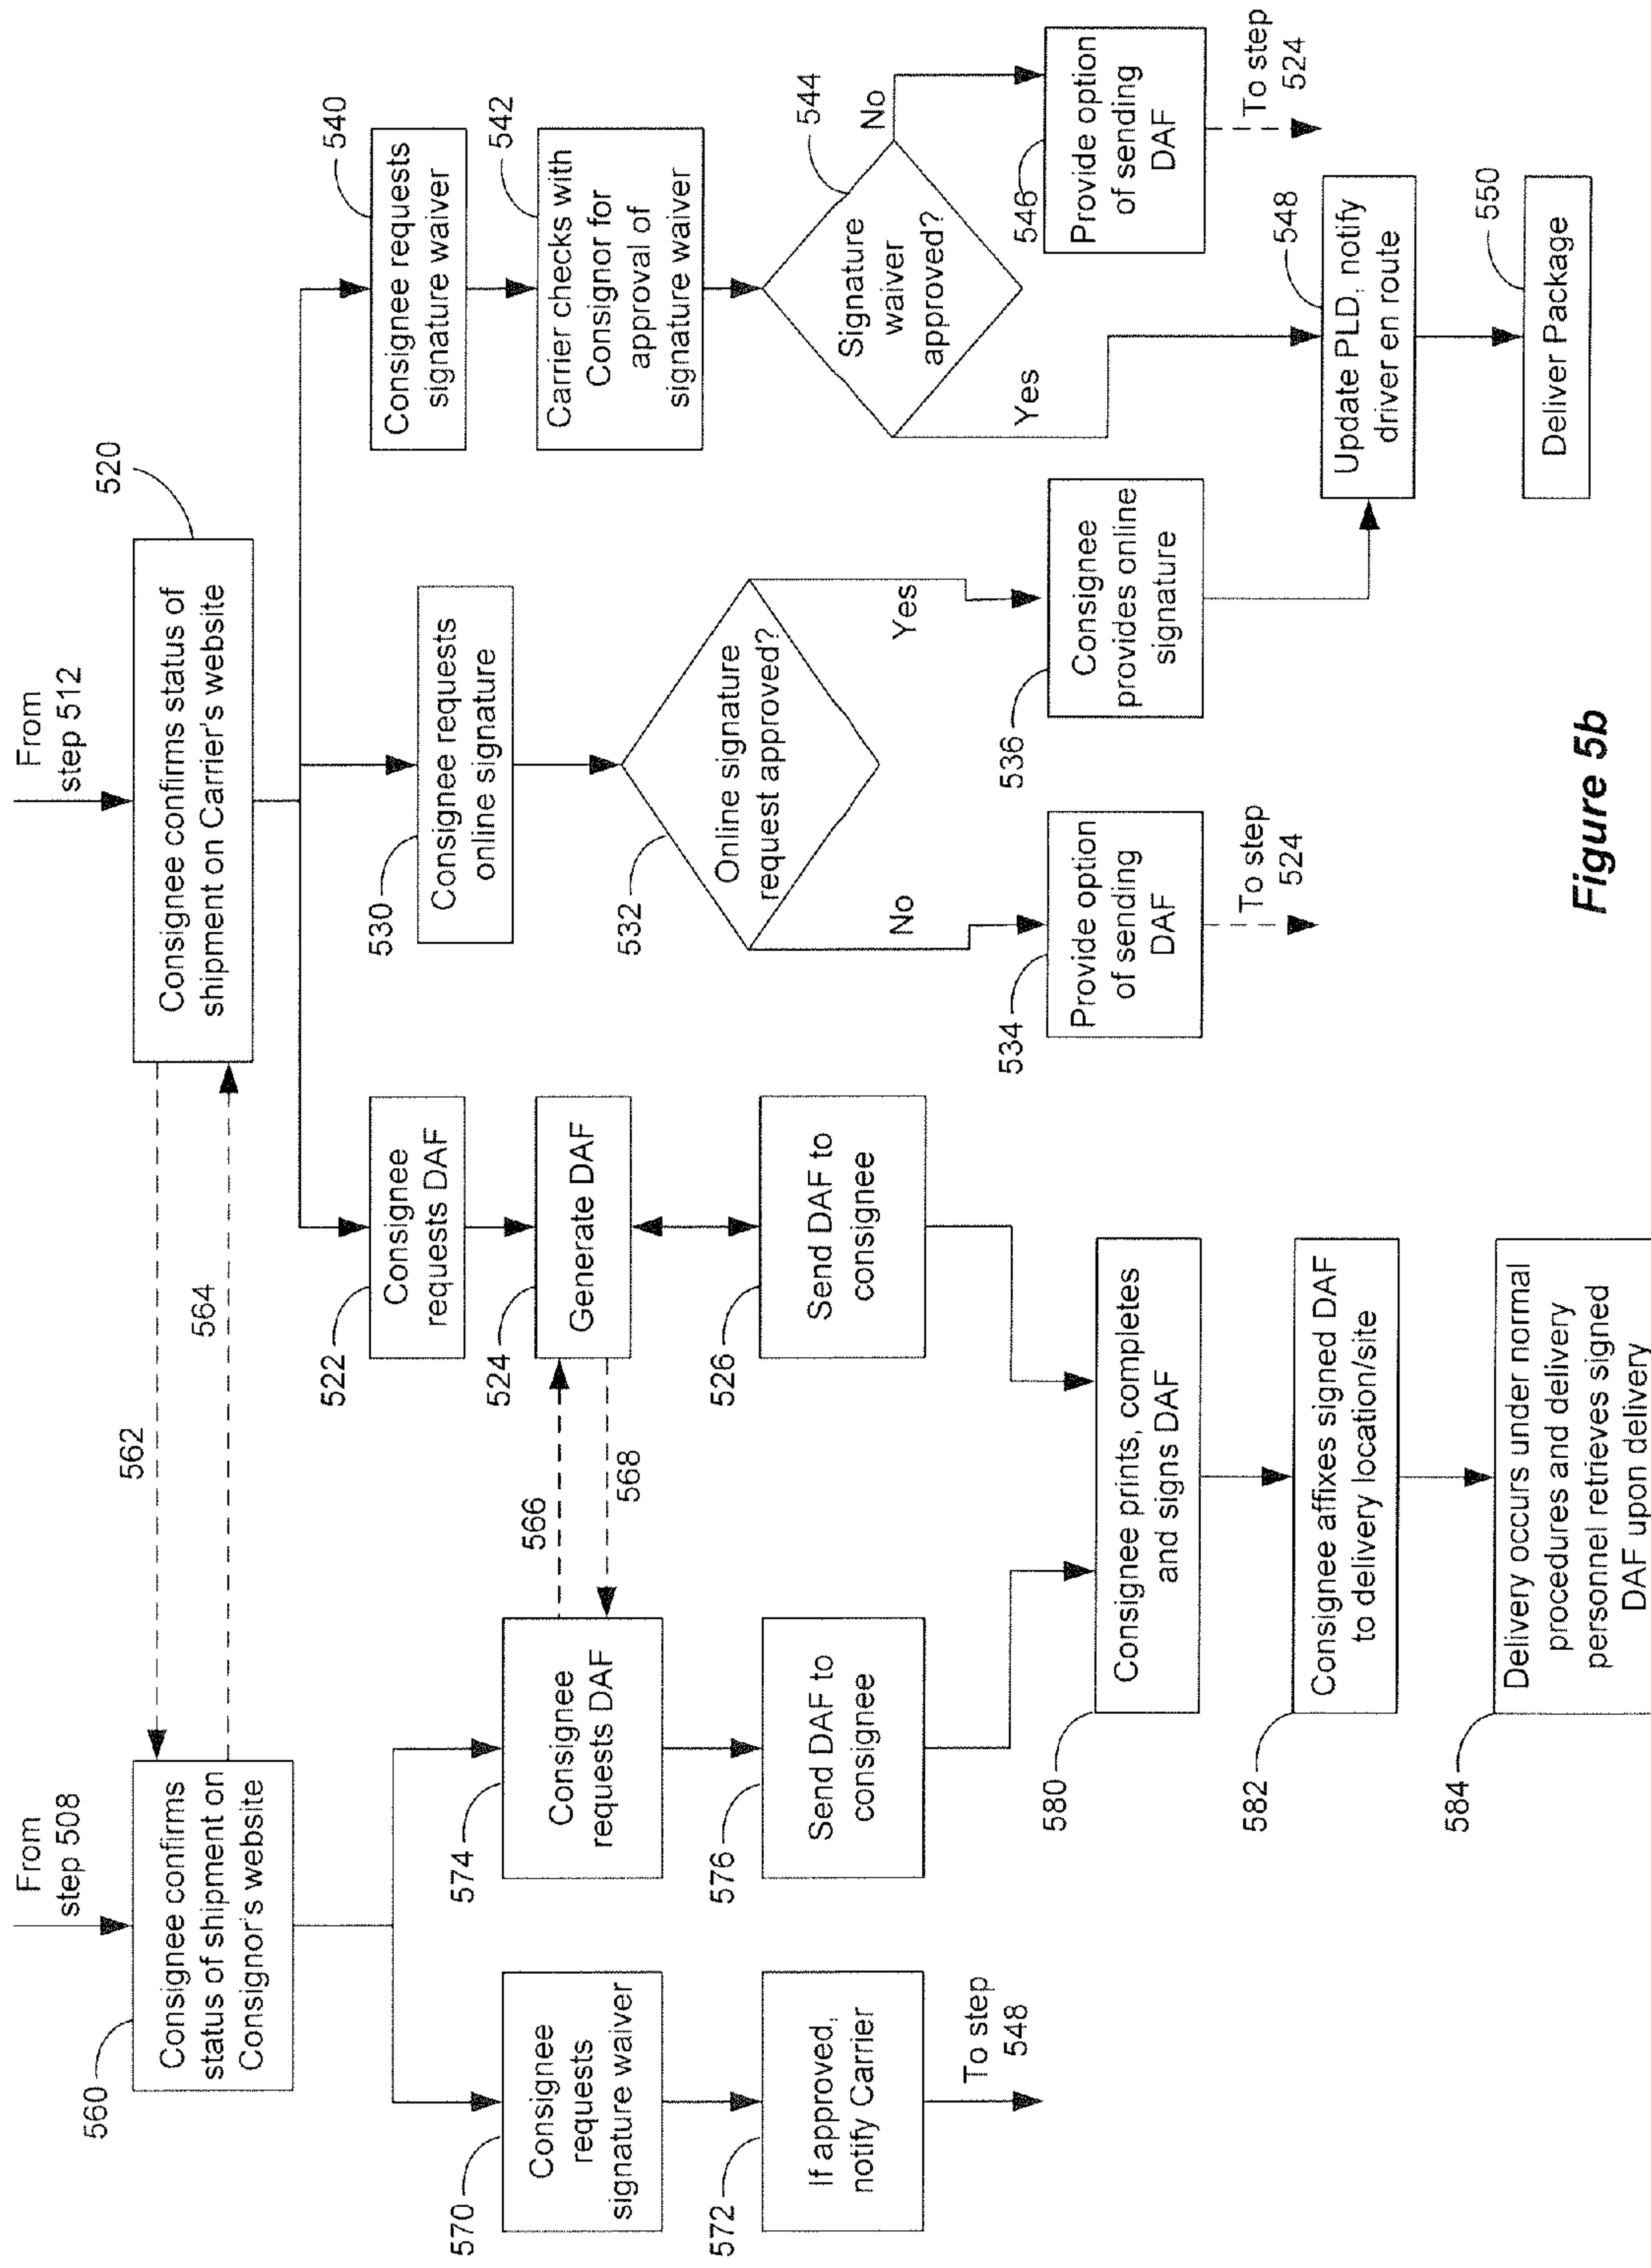 From
step 508
From
step 512
560
Consignee confirms
status of shipment on
Consignor's website
562
564
Consignee confirms status of
shipment on Carrier's website
520
570
Consignee
requests
signature waiver
572
If approved,
notify Carrier
To step
548
574
Consignee
requests DAF
576
Send DAF to
consignee
566
568
522
Consignee
requests DAF
524
Generate DAF
526
Send DAF to
consignee
580
Consignee prints, completes
and signs DAF
582
Consignee affixes signed DAF
to delivery location/site
584
Delivery occurs under normal
procedures and delivery
personnel retrieves signed
DAF upon delivery
530
Consignee requests
online signature
532
Online signature
request approved?
No
Yes
534
Provide option
of sending
DAF
To step
524
536
Consignee
provides online
signature
540
Consignee requests
signature waiver
542
Carrier checks with
Consignor for
approval of
signature waiver
544
Signature
waiver
approved?
No
Yes
546
Provide option
of sending
DAF
To step
524
548
Update PLD, notify
driver en route
550
Deliver Package
Figure 5b